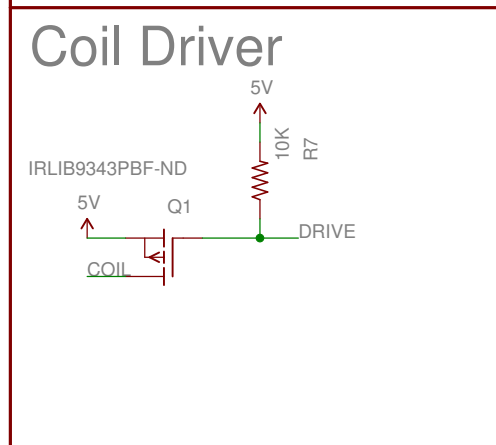 Coil Driver
5V
10K
R7
IRLIB9343PBF-ND
5V
Q1
DRIVE
COIL